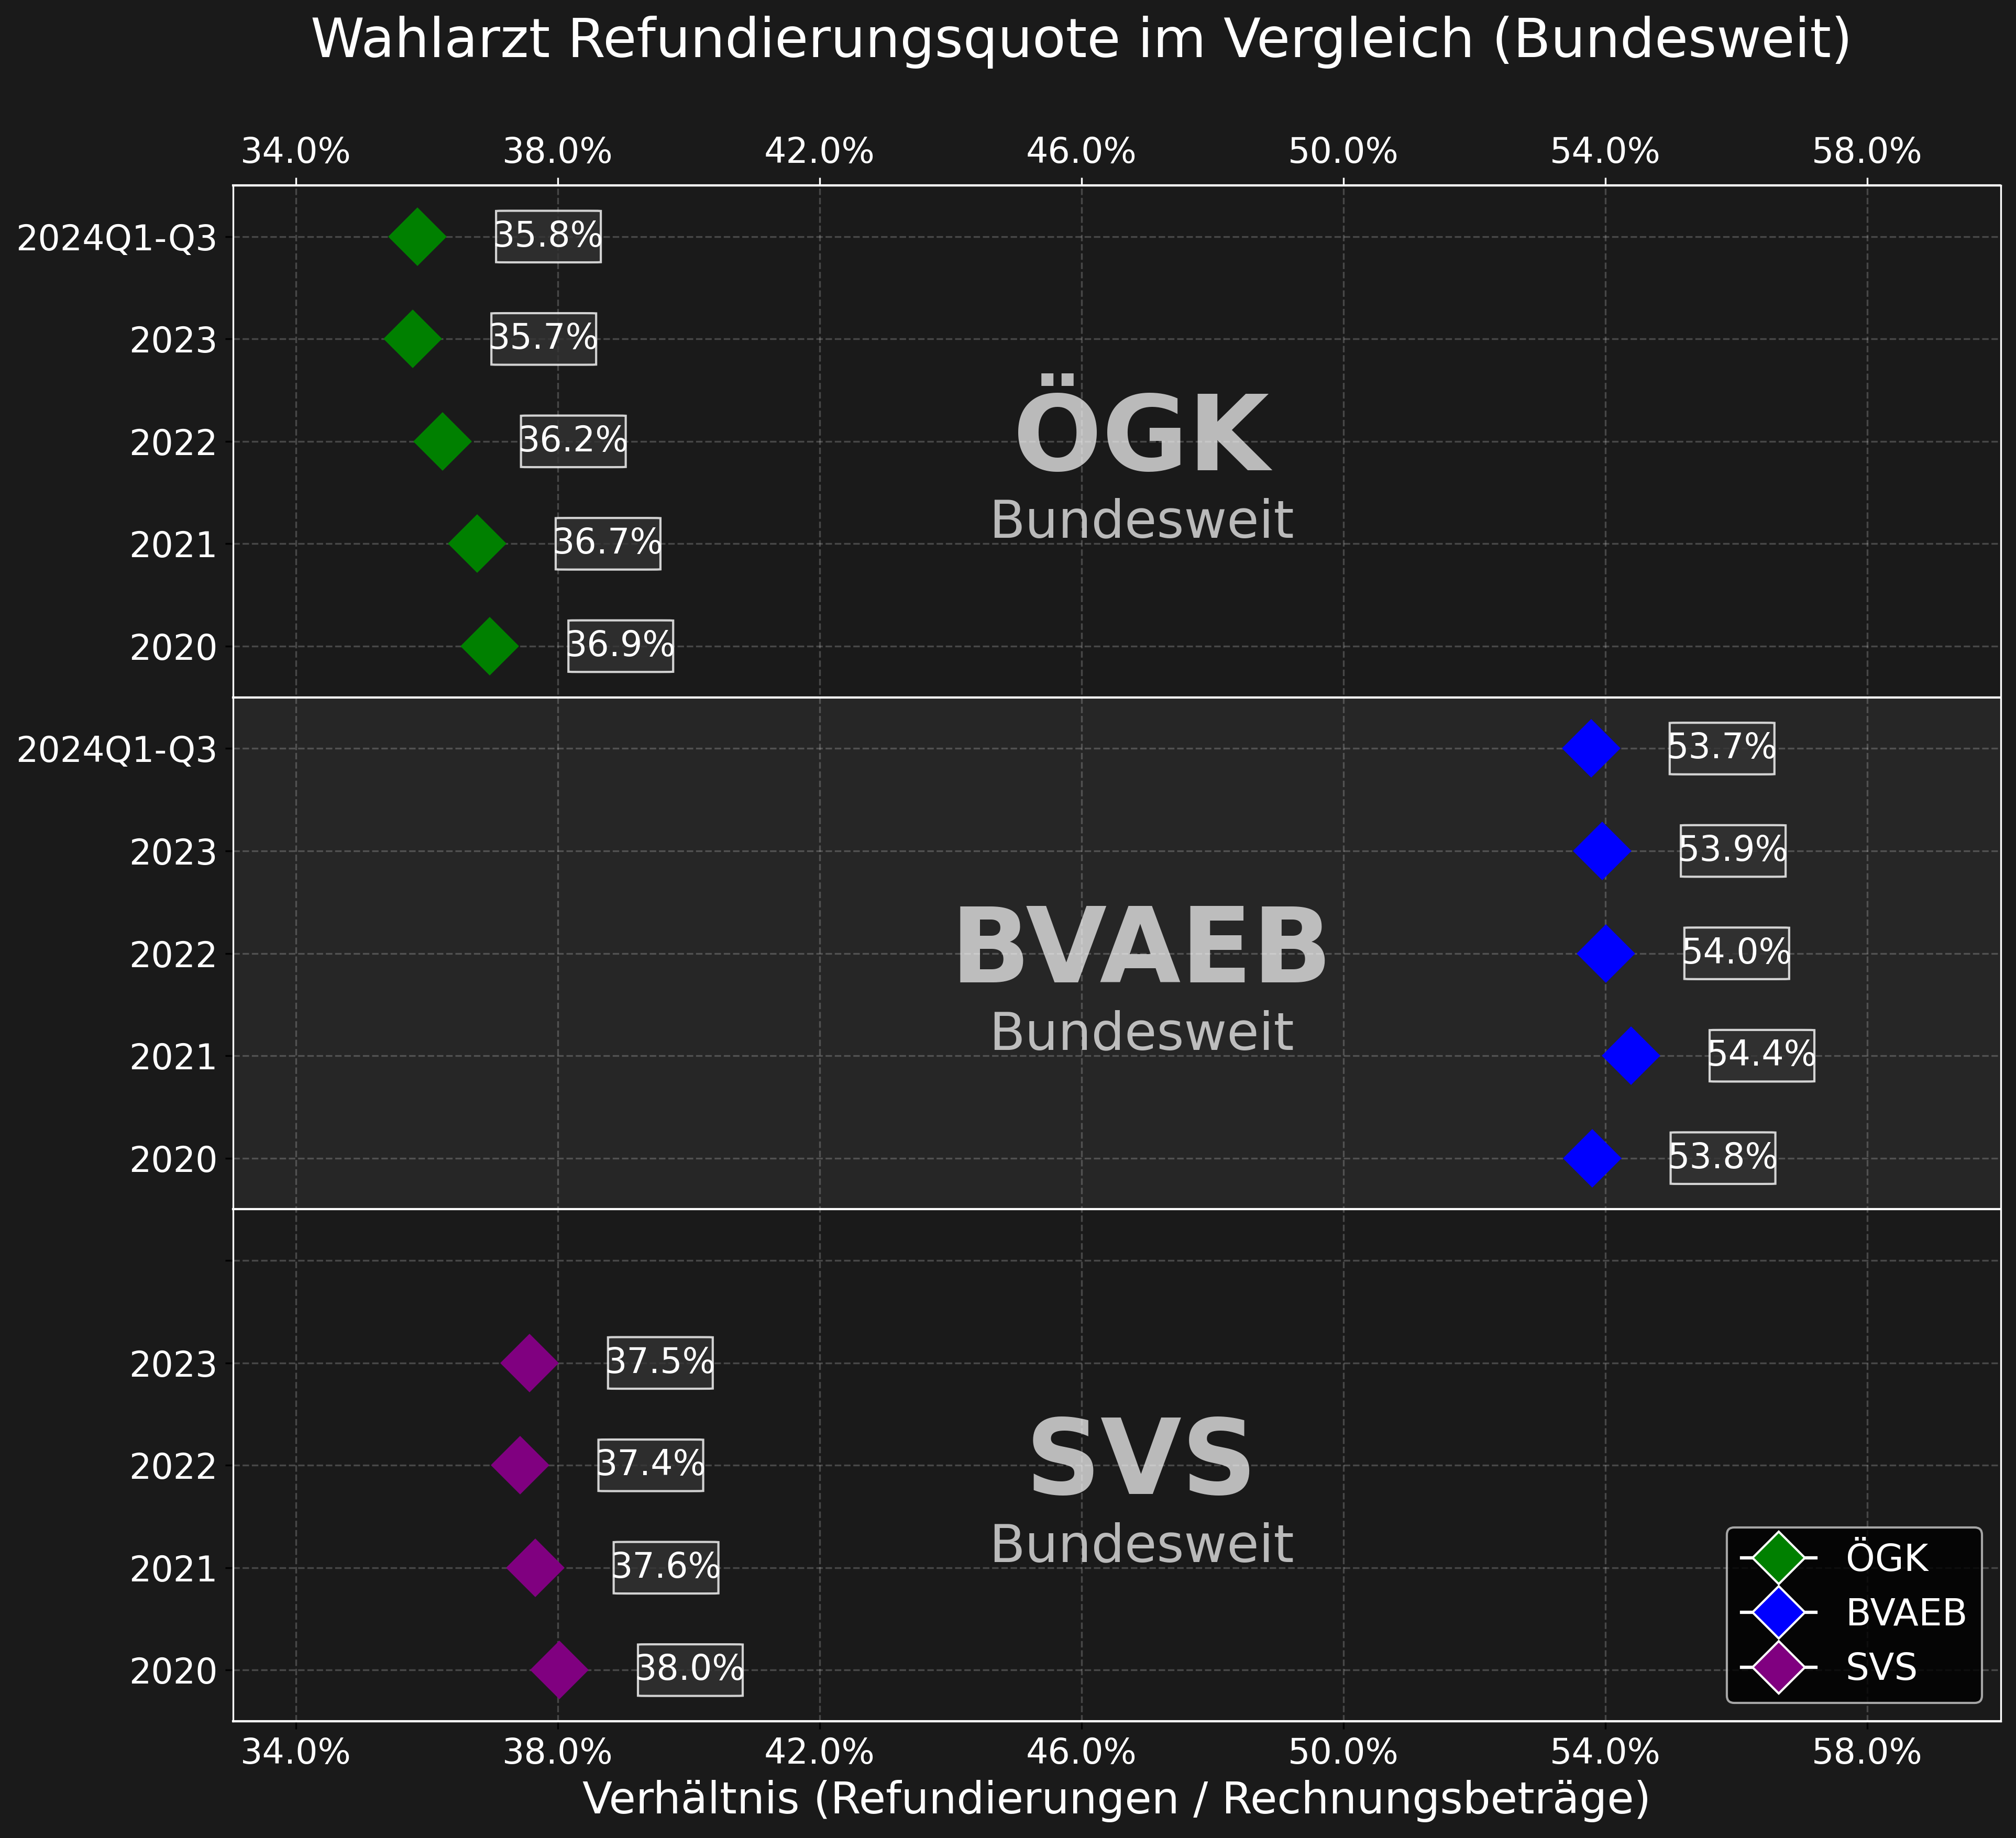 Wahlarzt Refundierungsquote im Vergleich (Bundesweit)
34.0% 38.0% 42.0% 46.0% 50.0% 54.0% 58.0%
2024Q1-Q3 35.8%
2023 35.7%
2022 36.2%
2021 36.7%
2020 36.9%
ÖGK
Bundesweit
2024Q1-Q3 53.7%
2023 53.9%
2022 54.0%
2021 54.4%
2020 53.8%
BVAEB
Bundesweit
2023 37.5%
2022 37.4%
2021 37.6%
2020 38.0%
SVS
Bundesweit
ÖGK
BVAEB
SVS
34.0% 38.0% 42.0% 46.0% 50.0% 54.0% 58.0%
Verhältnis (Refundierungen / Rechnungsbeträge)